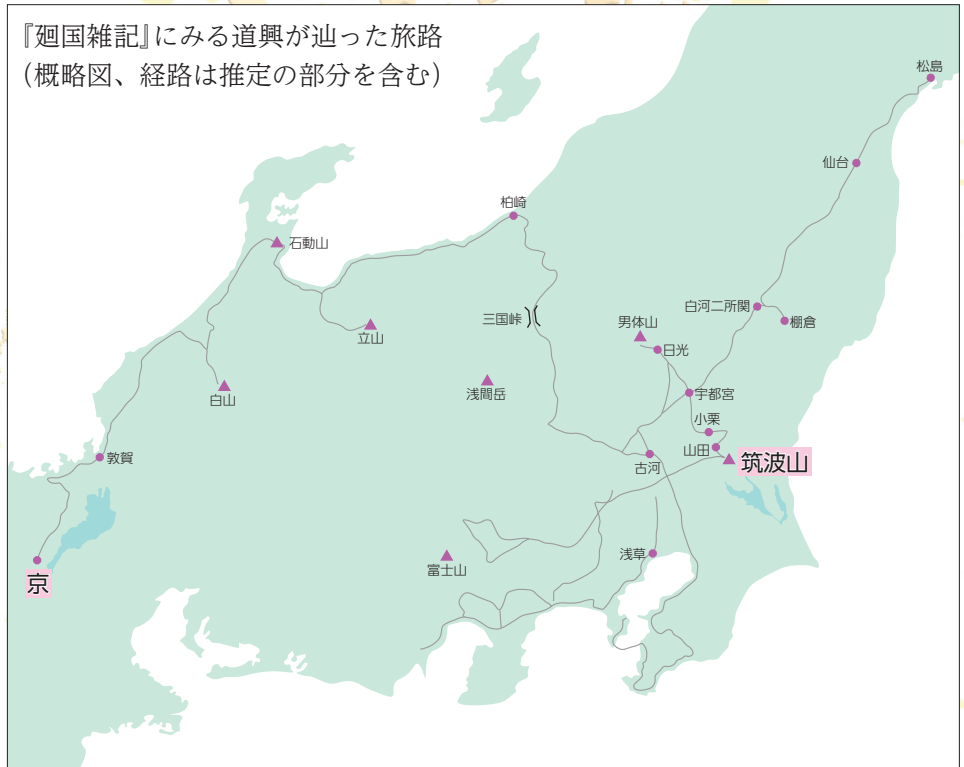 『廻国雑記』にみる道興が辿った旅路
（概略図、経路は推定の部分を含む）
松島
仙台
柏崎
石動山
白河二所関
棚倉
三国峠
男体山
立山
日光
浅間岳
白山
宇都宮
小栗
山田
筑波山
敦賀
古河
浅草
富士山
京